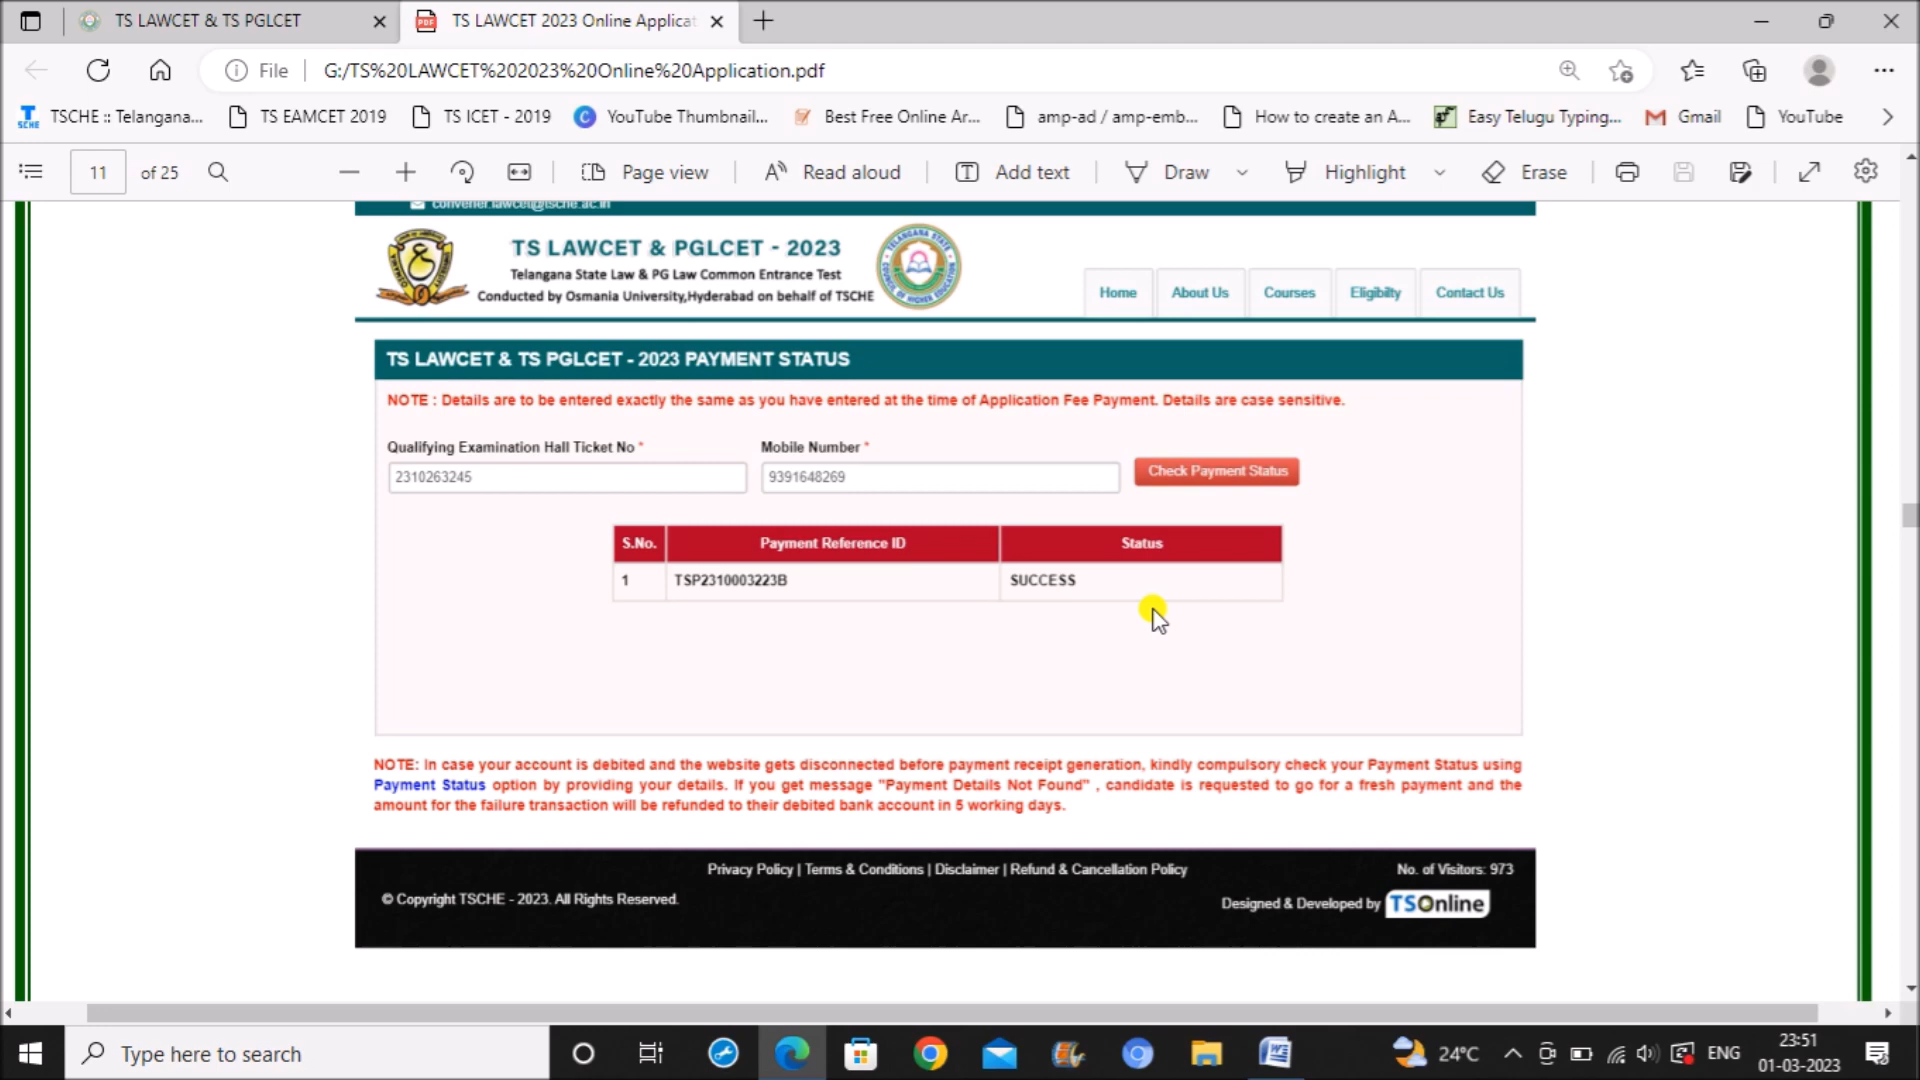 TS LAWCET & TS PGLCET
TS LAWCET 2023 Online Applicat
File G:/TS%20LAWCET%202023%20Online%20Application.pdf
TSCHE :: Telangana... TS EAMCET 2019 TS ICET - 2019 YouTube Thumbnail... Best Free Online Ar... amp-ad / amp-emb... How to create an A... Easy Telugu Typing... Gmail YouTube
11 of 25 Page view Read aloud Add text Draw Highlight Erase
convener.lawcet@tsche.ac.in
TS LAWCET & PGLCET - 2023
Telangana State Law & PG Law Common Entrance Test
Conducted by Osmania University,Hyderabad on behalf of TSCHE
Home About Us Courses Eligibilty Contact Us
TS LAWCET & TS PGLCET - 2023 PAYMENT STATUS
NOTE : Details are to be entered exactly the same as you have entered at the time of Application Fee Payment. Details are case sensitive.
Qualifying Examination Hall Ticket No * Mobile Number *
2310263245 9391648269 Check Payment Status
S.No. Payment Reference ID Status
1 TSP2310003223B SUCCESS
NOTE: In case your account is debited and the website gets disconnected before payment receipt generation, kindly compulsory check your Payment Status using
Payment Status option by providing your details. If you get message "Payment Details Not Found" , candidate is requested to go for a fresh payment and the
amount for the failure transaction will be refunded to their debited bank account in 5 working days.
Privacy Policy | Terms & Conditions | Disclaimer | Refund & Cancellation Policy No. of Visitors: 973
© Copyright TSCHE - 2023. All Rights Reserved. Designed & Developed by TSOnline
Type here to search 24°C ENG 23:51
01-03-2023